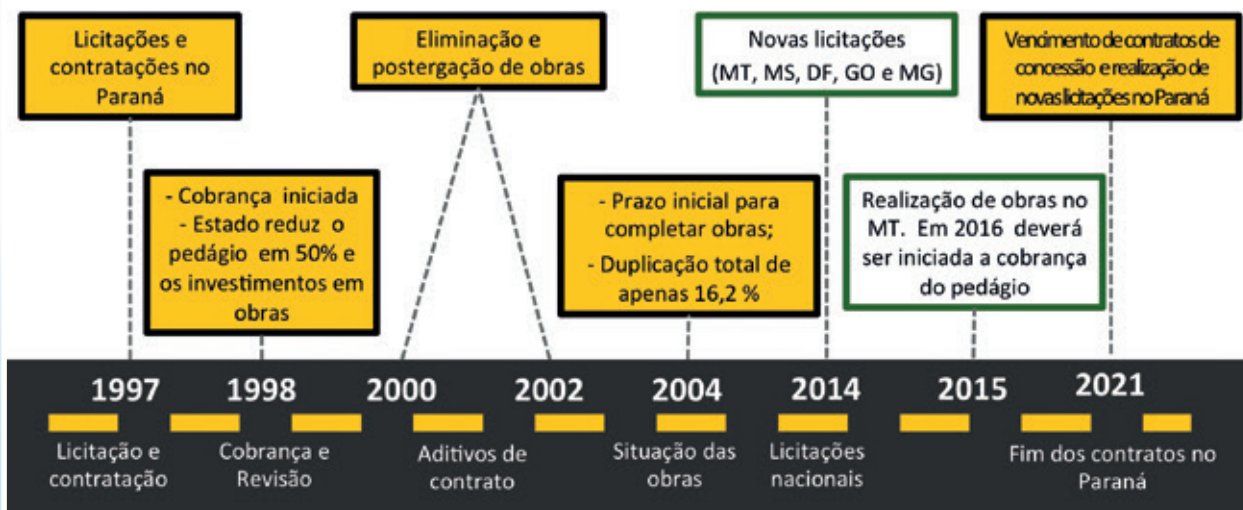 Licitações e
contratações no
Paraná
Eliminação e
postergação de obras
Novas licitações
(MT, MS, DF, GO e MG)
Vencimento de contratos de
concessão e realização de
novas licitações no Paraná
- Cobrança iniciada
- Estado reduz o
pedágio em 50% e
os investimentos em
obras
- Prazo inicial para
completar obras;
- Duplicação total de
apenas 16,2 %
Realização de obras no
MT. Em 2016 deverá
ser iniciada a cobrança
do pedágio
1997 1998 2000 2002 2004 2014 2015 2021
Licitação e
contratação
Cobrança e
Revisão
Aditivos de
contrato
Situação das
obras
Licitações
nacionais
Fim dos contratos no
Paraná